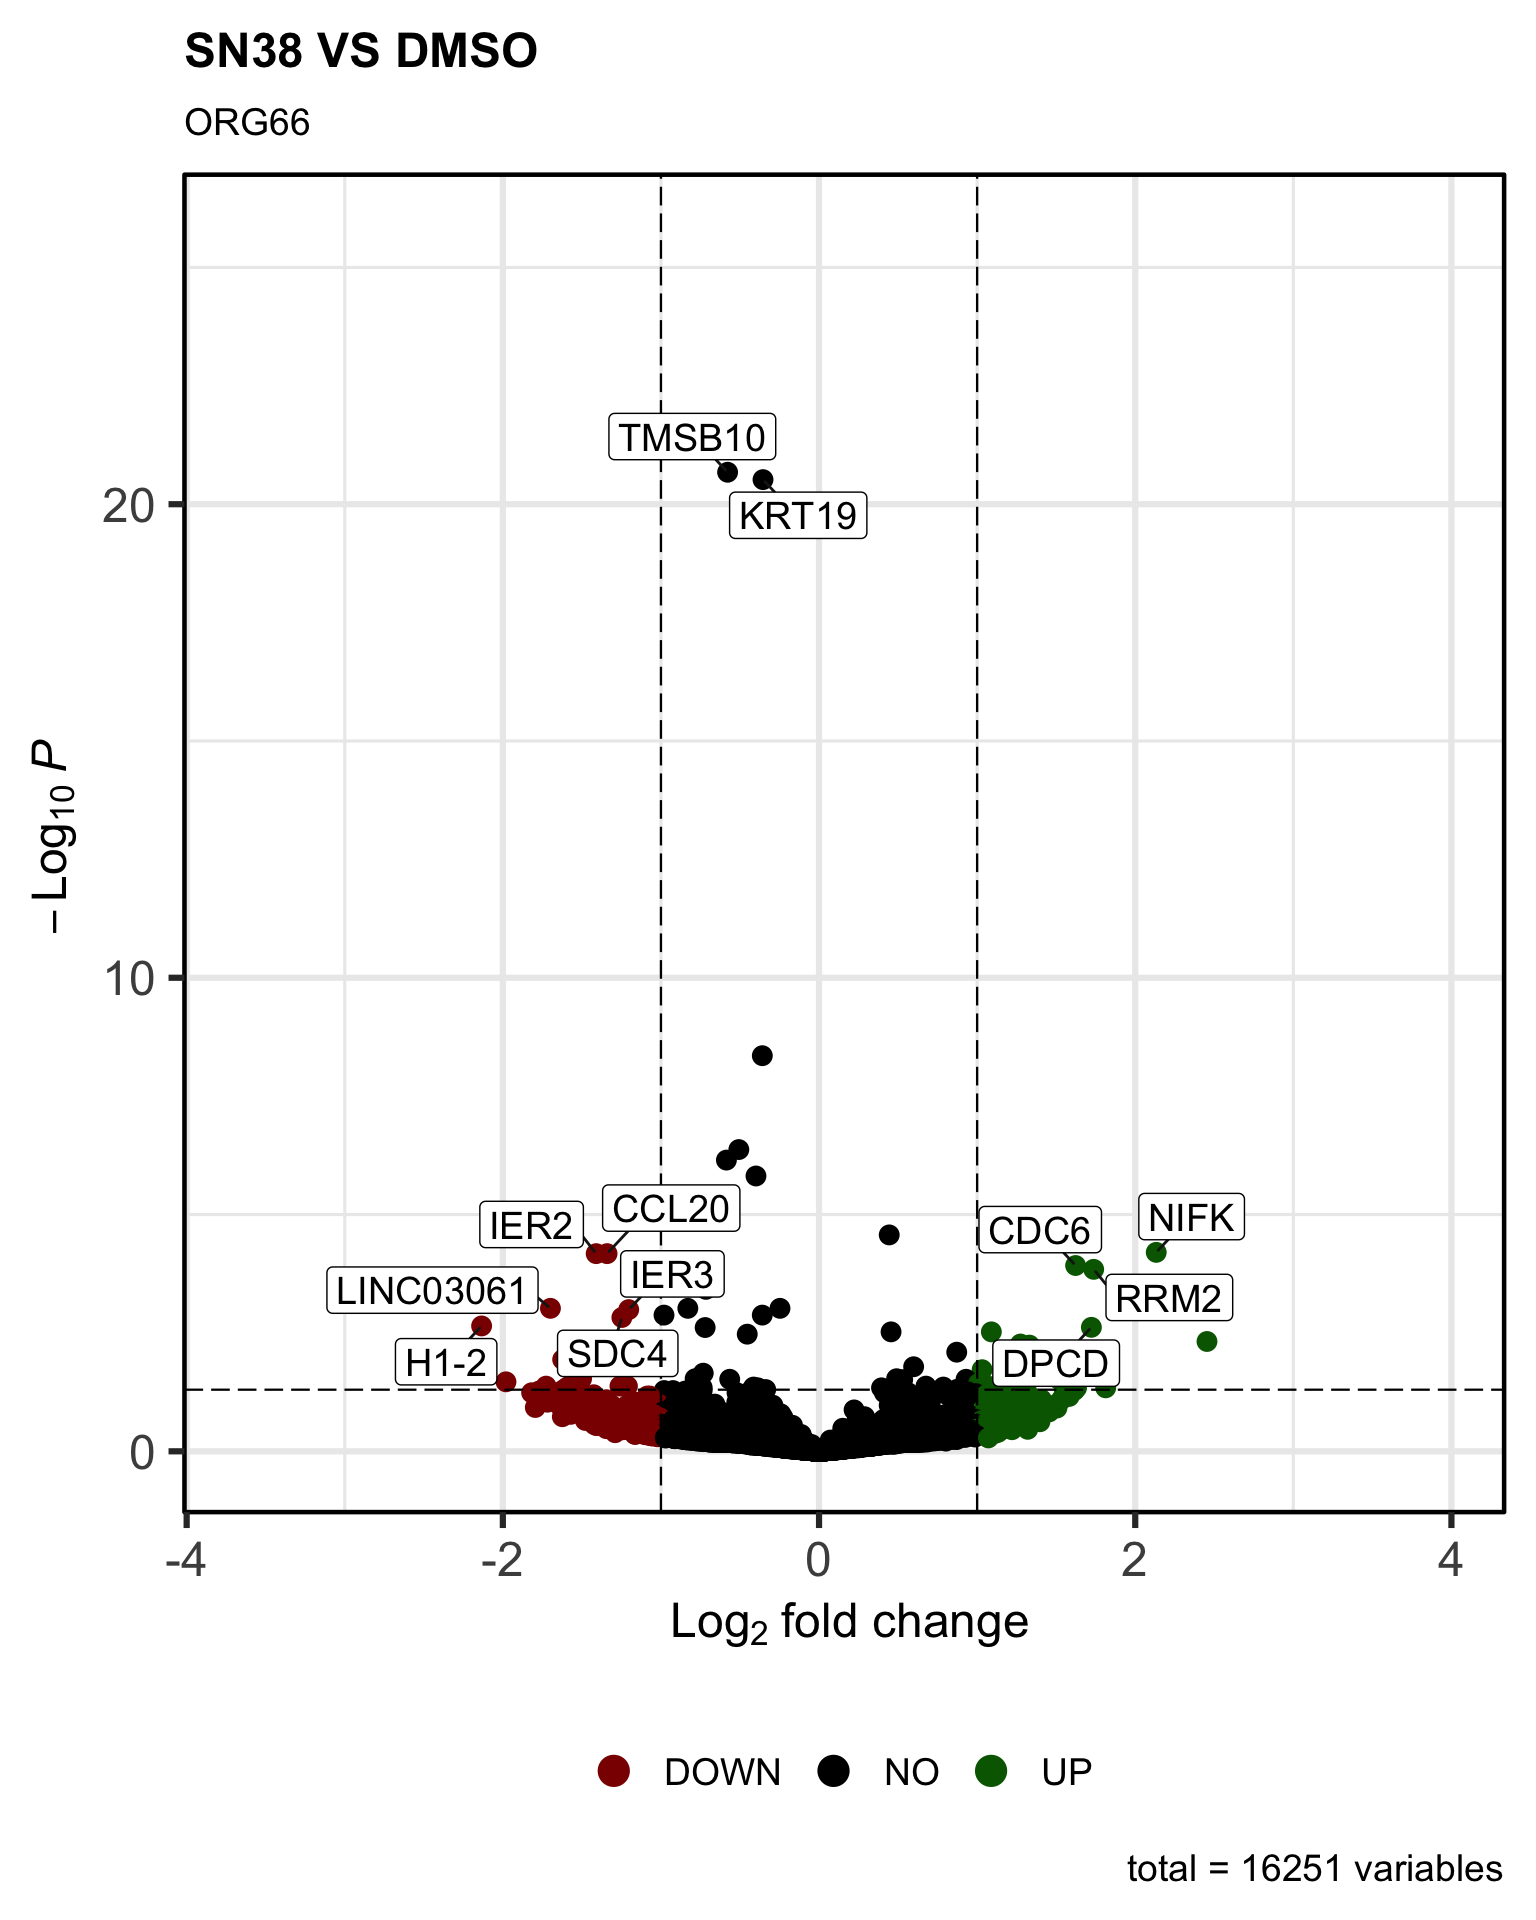 SN38 VS DMSO
ORG66
TMSB10
KRT19
20
−Log10 P
10
CCL20
IER2
NIFK
CDC6
IER3
LINC03061
RRM2
SDC4
H1-2
DPCD
0
-4 -2 0 2 4
Log2 fold change
DOWN NO UP
total = 16251 variables